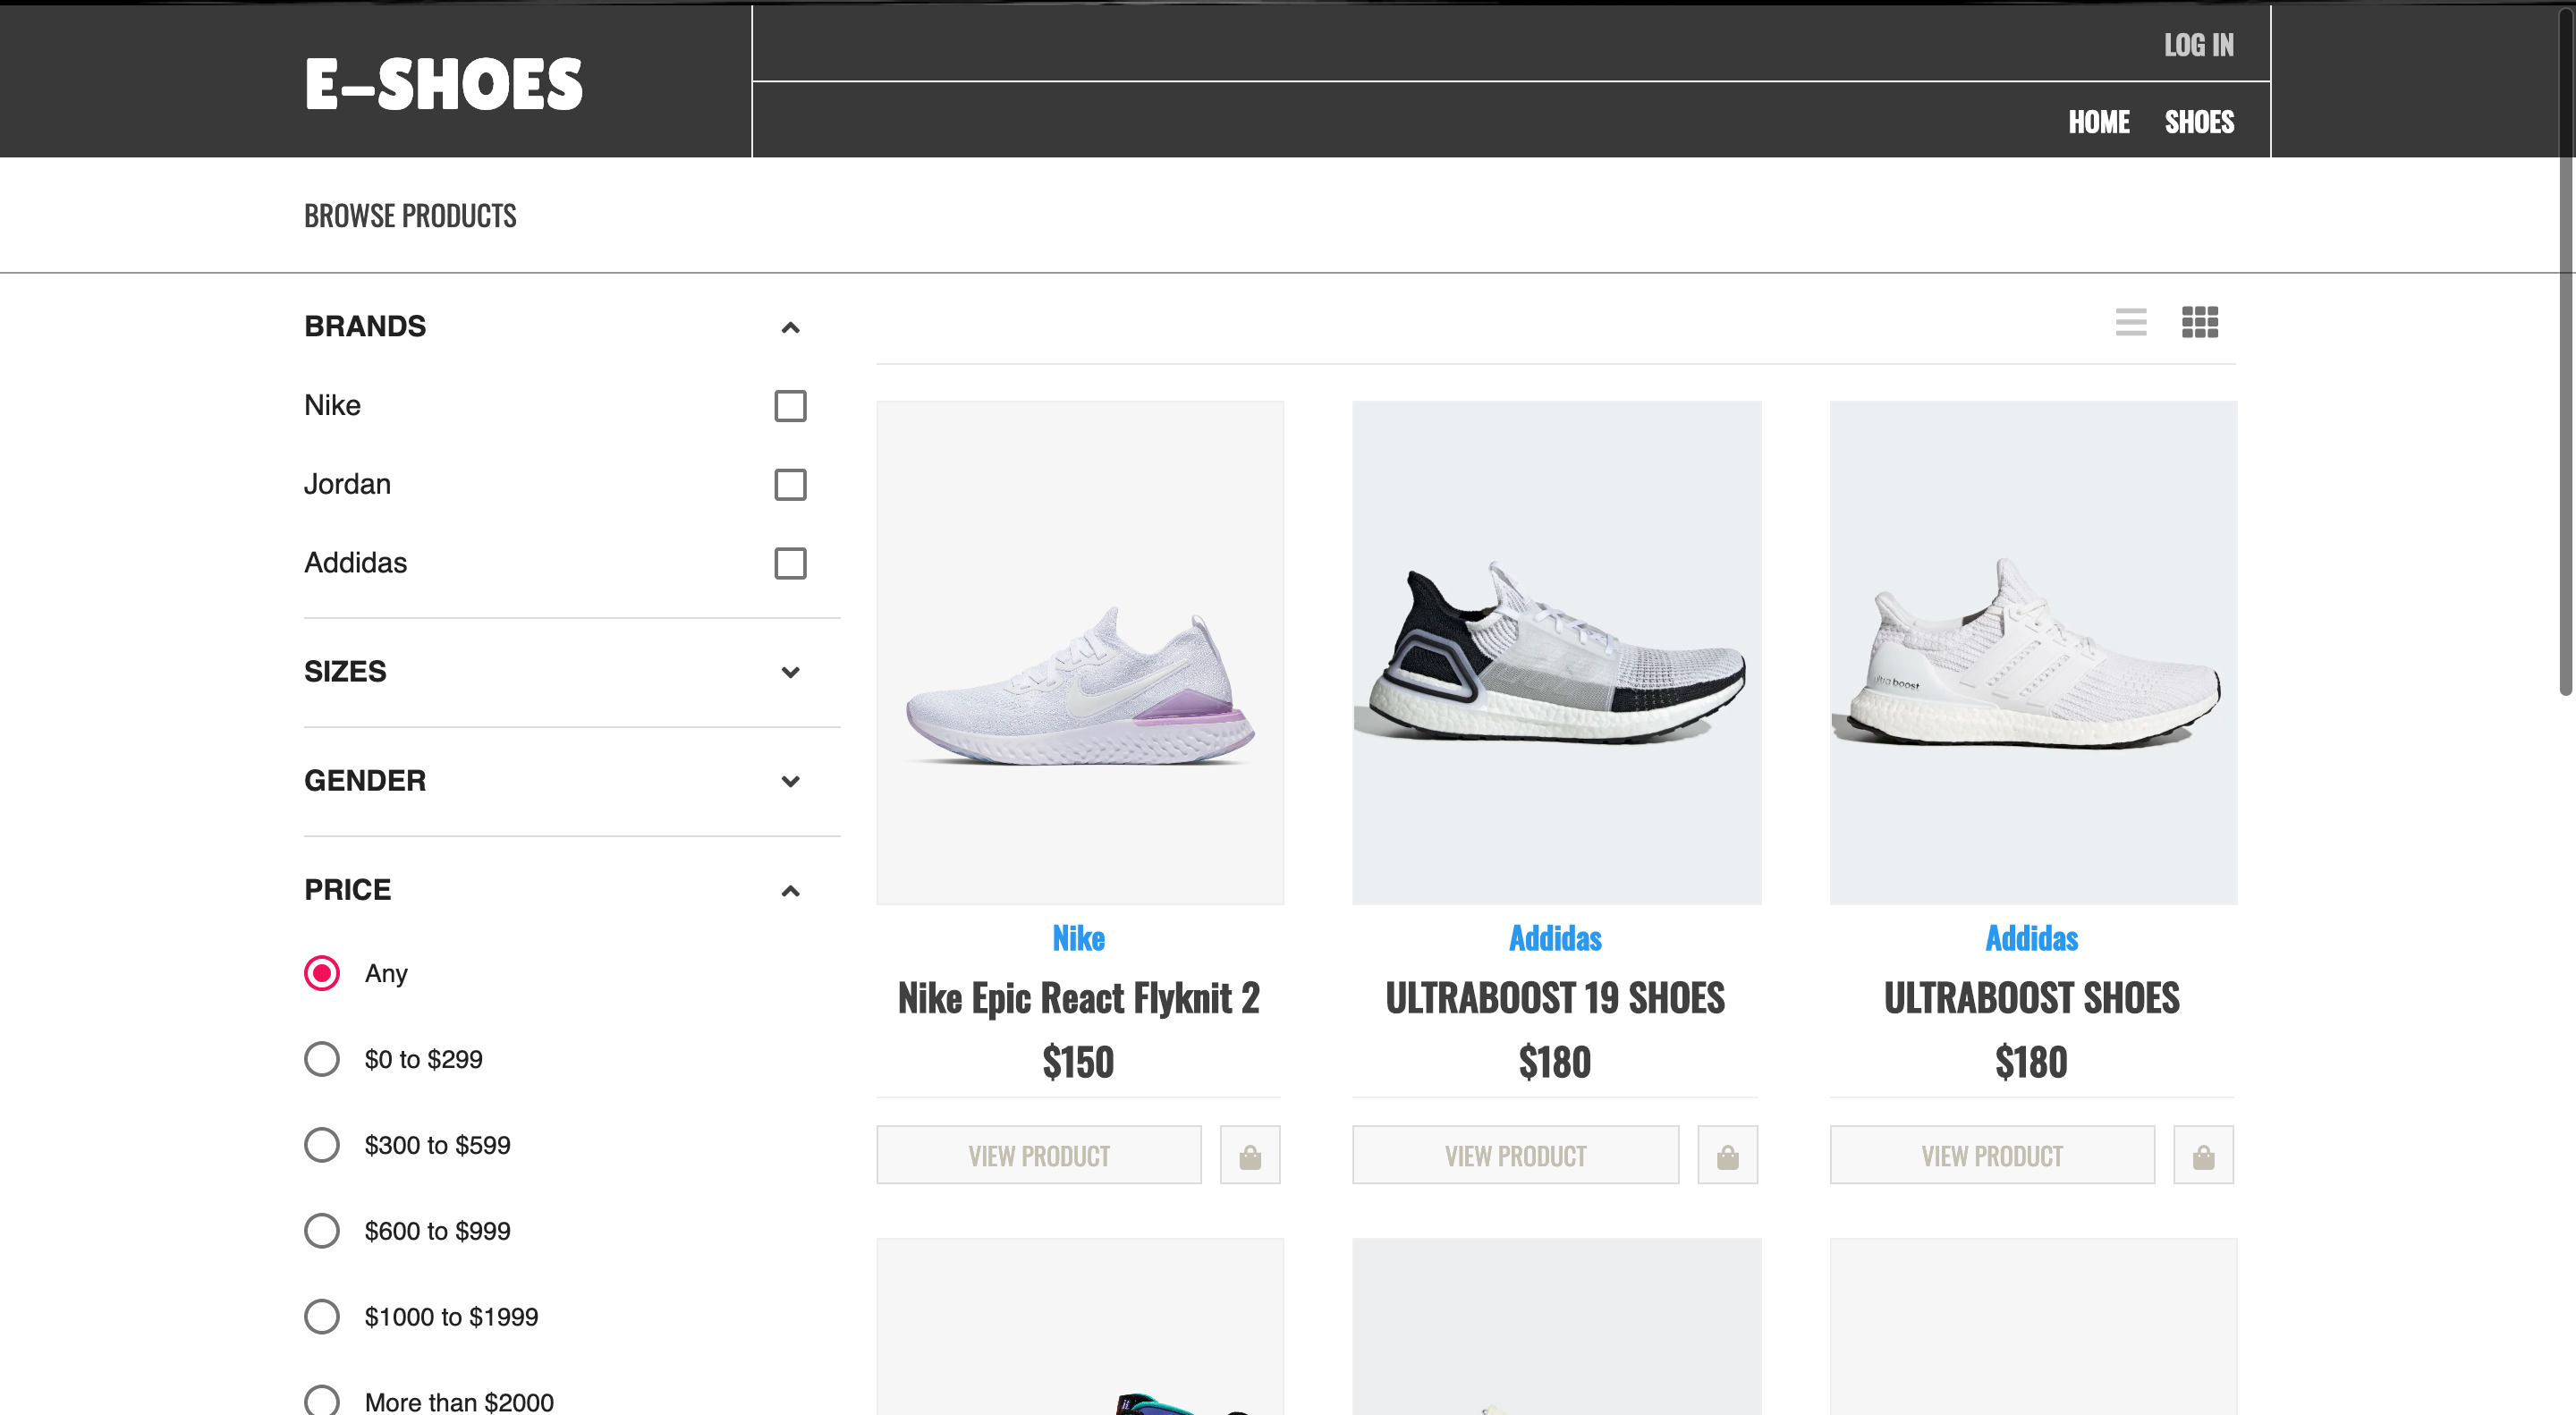 E-SHOES
LOG IN
HOME SHOES
BROWSE PRODUCTS
BRANDS
Nike
Jordan
Addidas
SIZES
GENDER
PRICE
Any
$0 to $299
$300 to $599
$600 to $999
$1000 to $1999
More than $2000
ultra boost
Nike
Nike Epic React Flyknit 2
$150
VIEW PRODUCT
Addidas
ULTRABOOST 19 SHOES
$180
VIEW PRODUCT
Addidas
ULTRABOOST SHOES
$180
VIEW PRODUCT